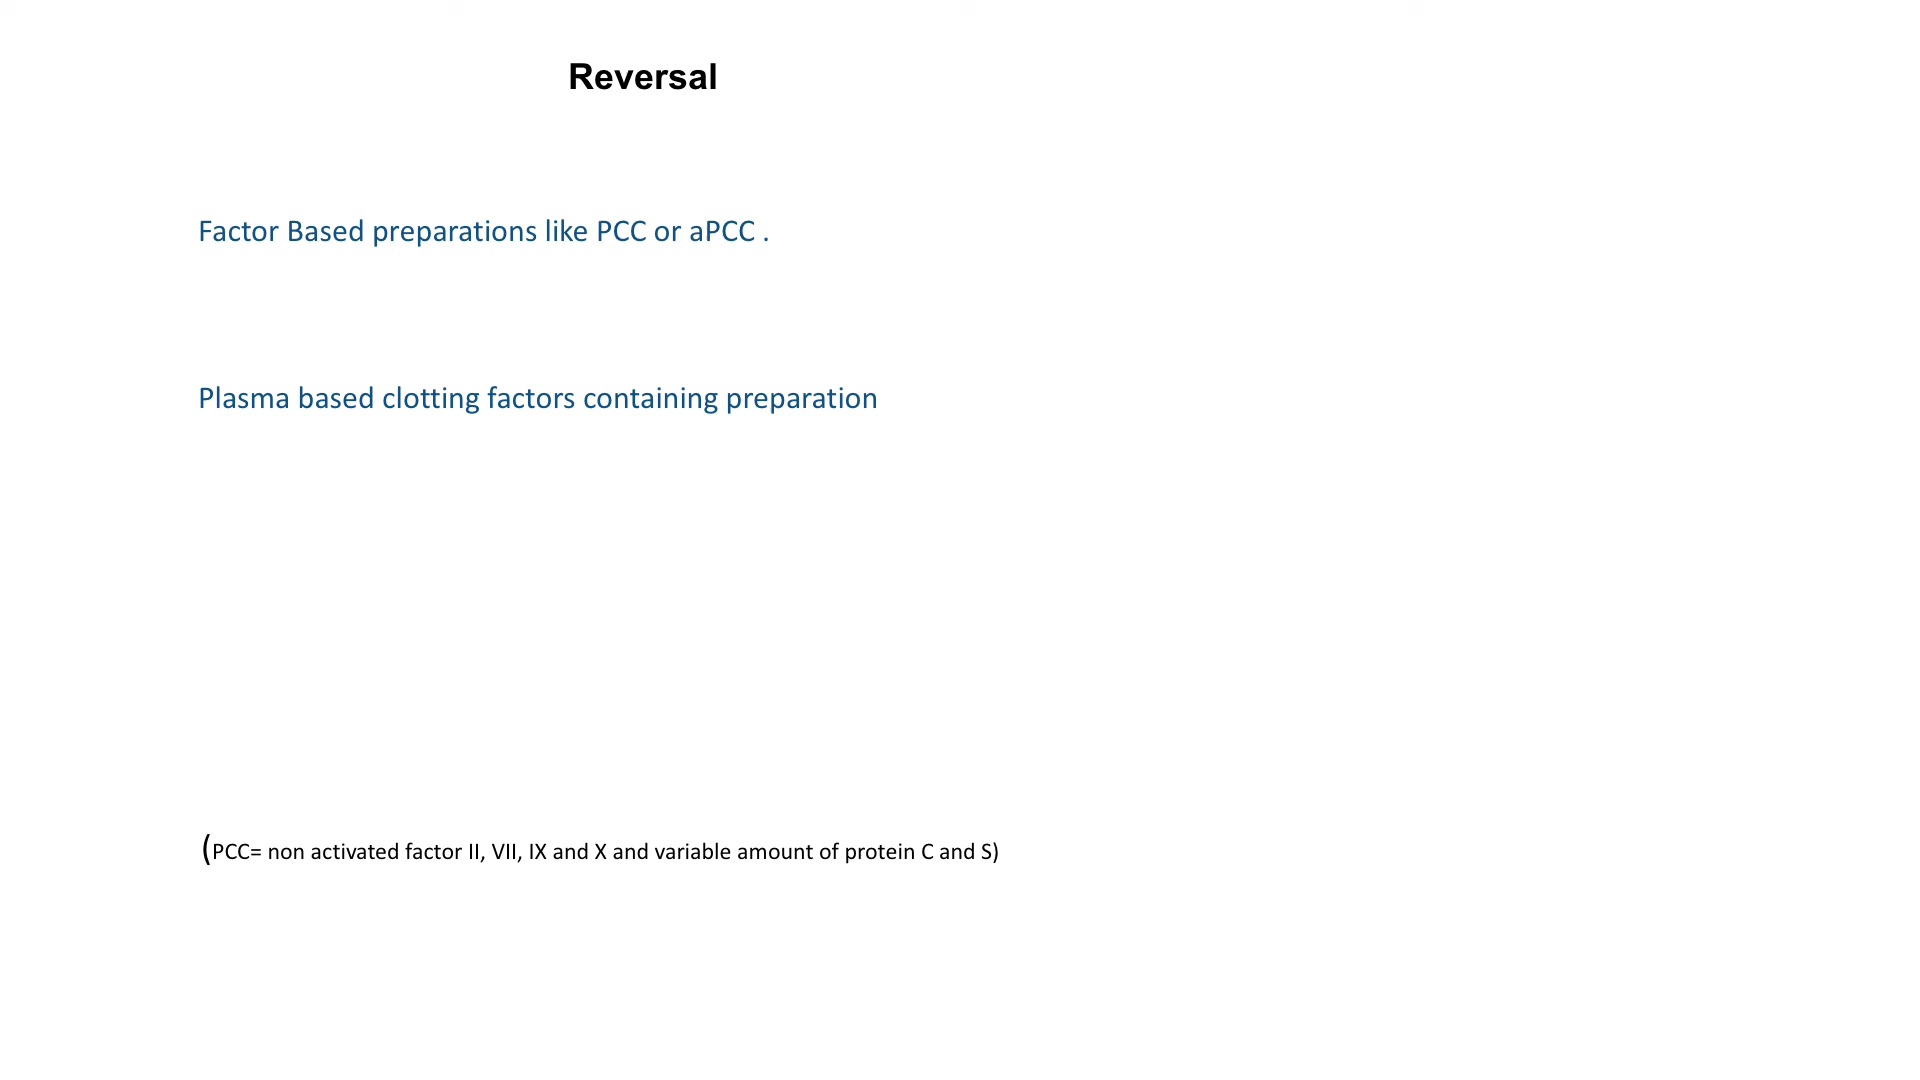 Reversal
Factor Based preparations like PCC or aPCC .
Plasma based clotting factors containing preparation
(PCC= non activated factor II, VII, IX and X and variable amount of protein C and S)